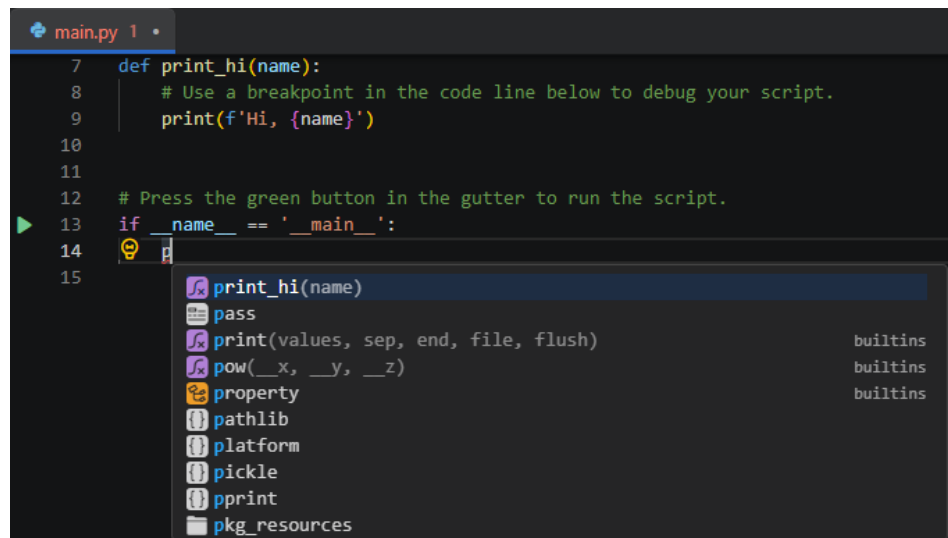 main.py 1
7 def print_hi(name):
8 # Use a breakpoint in the code line below to debug your script.
9 print(f'Hi, {name}')
10
11
12 # Press the green button in the gutter to run the script.
13 if __name__ == '__main__':
14 p
15
print_hi(name)
pass
print(values, sep, end, file, flush) builtins
pow(__x, __y, __z) builtins
property builtins
pathlib
platform
pickle
pprint
pkg_resources